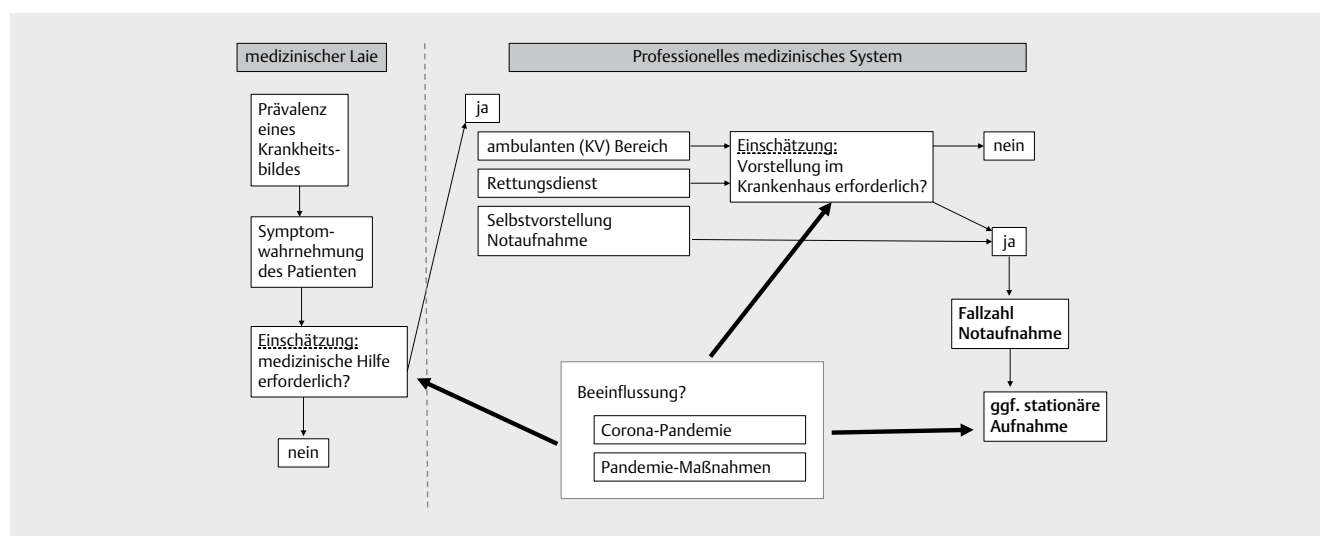 medizinischer Laie
Professionelles medizinisches System
Prävalenz
eines
Krankheits-
bildes
Symptom-
wahrnehmung
des Patienten
Einschätzung:
medizinische Hilfe
erforderlich?
nein
ja
ambulanten (KV) Bereich
Rettungsdienst
Selbstvorstellung
Notaufnahme
Einschätzung:
Vorstellung im
Krankenhaus erforderlich?
nein
ja
Fallzahl
Notaufnahme
ggf. stationäre
Aufnahme
Beeinflussung?
Corona-Pandemie
Pandemie-Maßnahmen